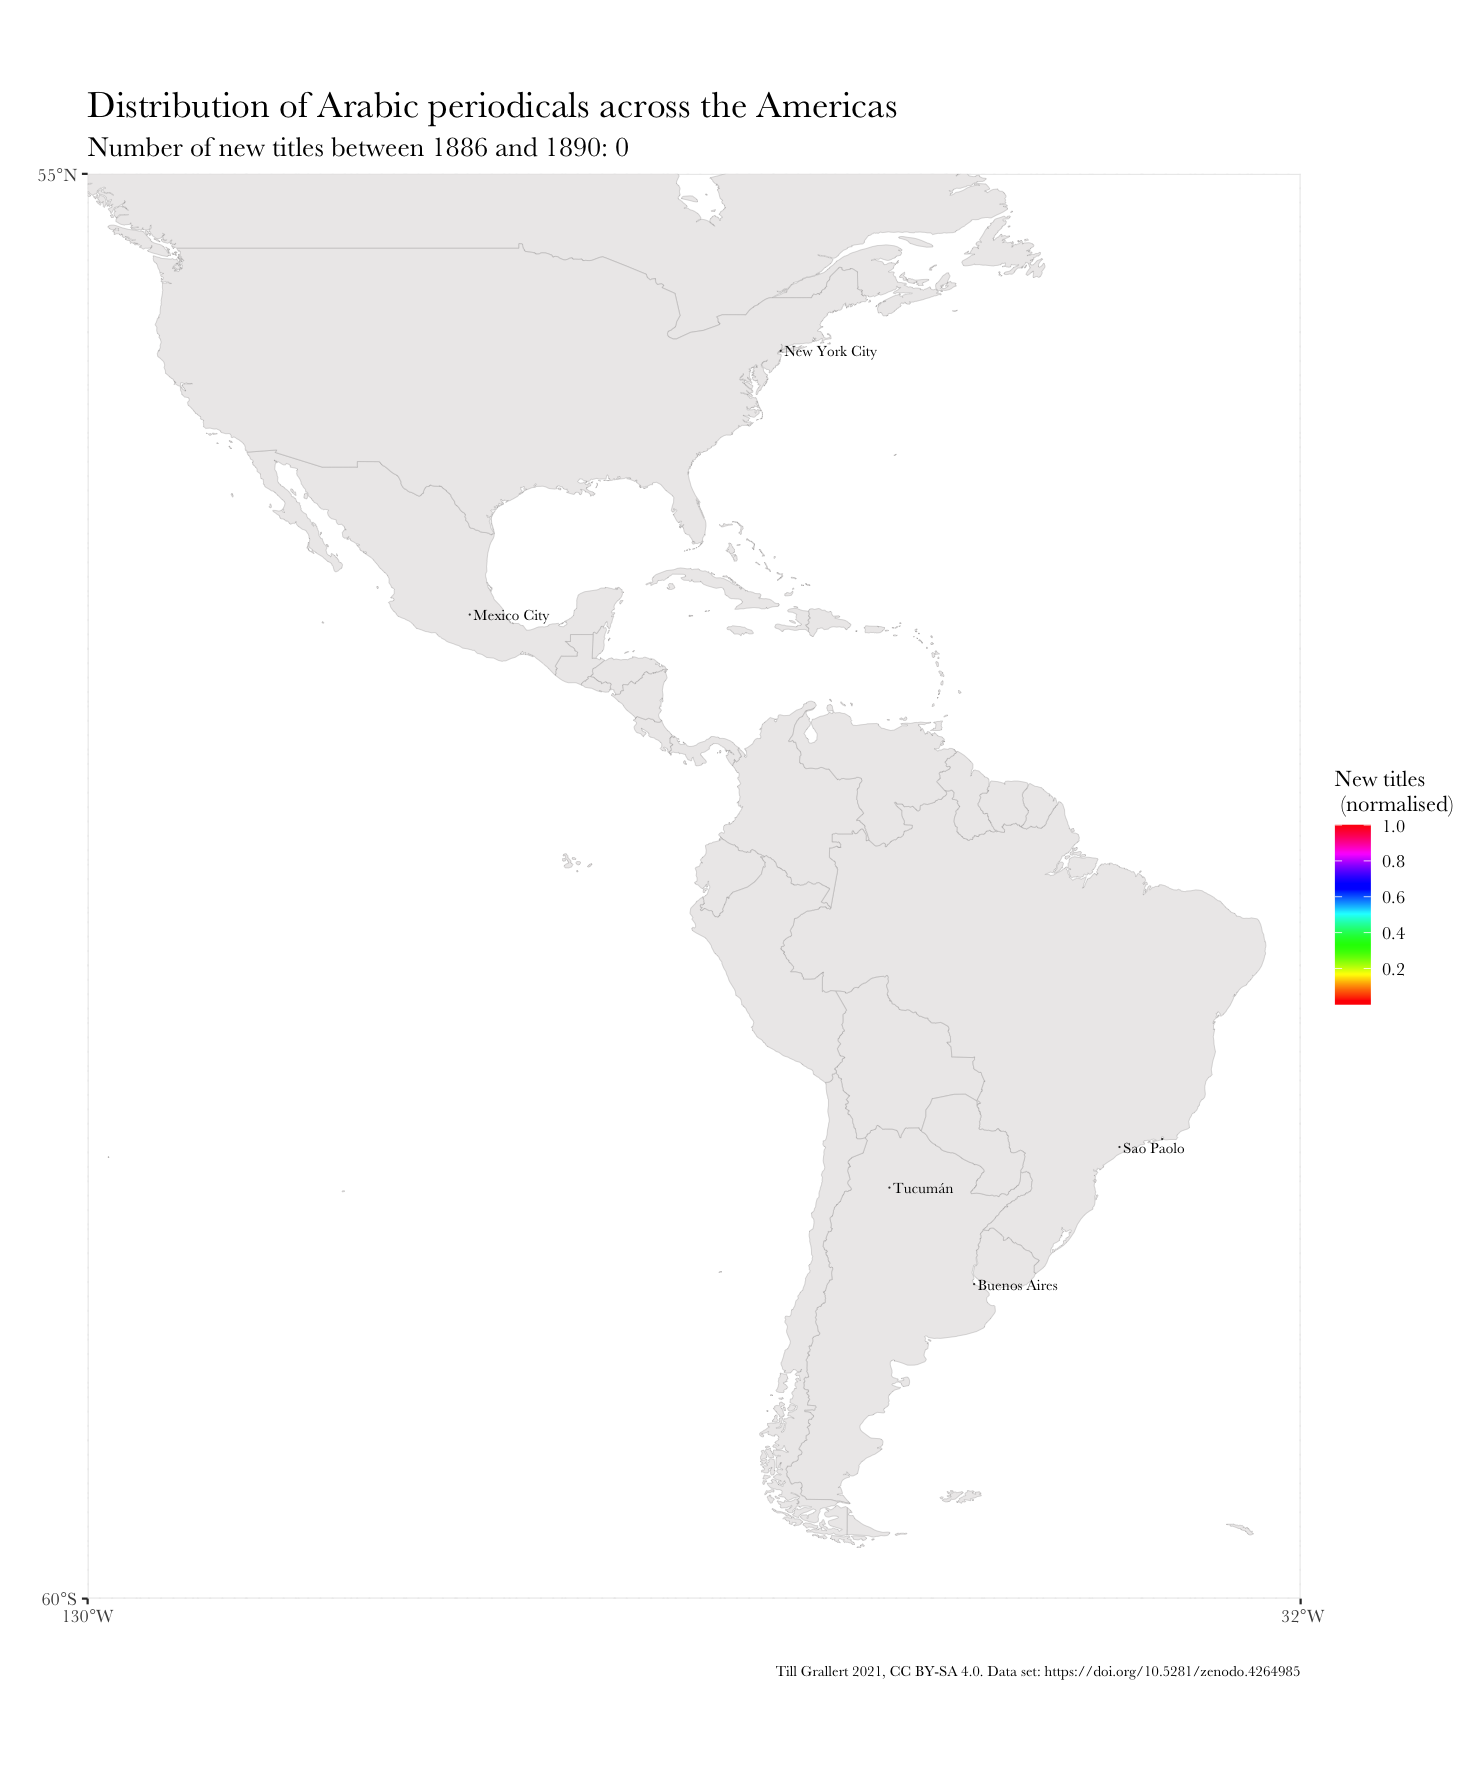 Distribution of Arabic periodicals across the Americas
Number of new titles between 1886 and 1890: 0
55°N
New York City
Mexico City
New titles
(normalised)
1.0
0.8
0.6
0.4
0.2
Sao Paolo
Tucumán
Buenos Aires
60°S
130°W
32°W
Till Grallert 2021, CC BY-SA 4.0. Data set: https://doi.org/10.5281/zenodo.4264985